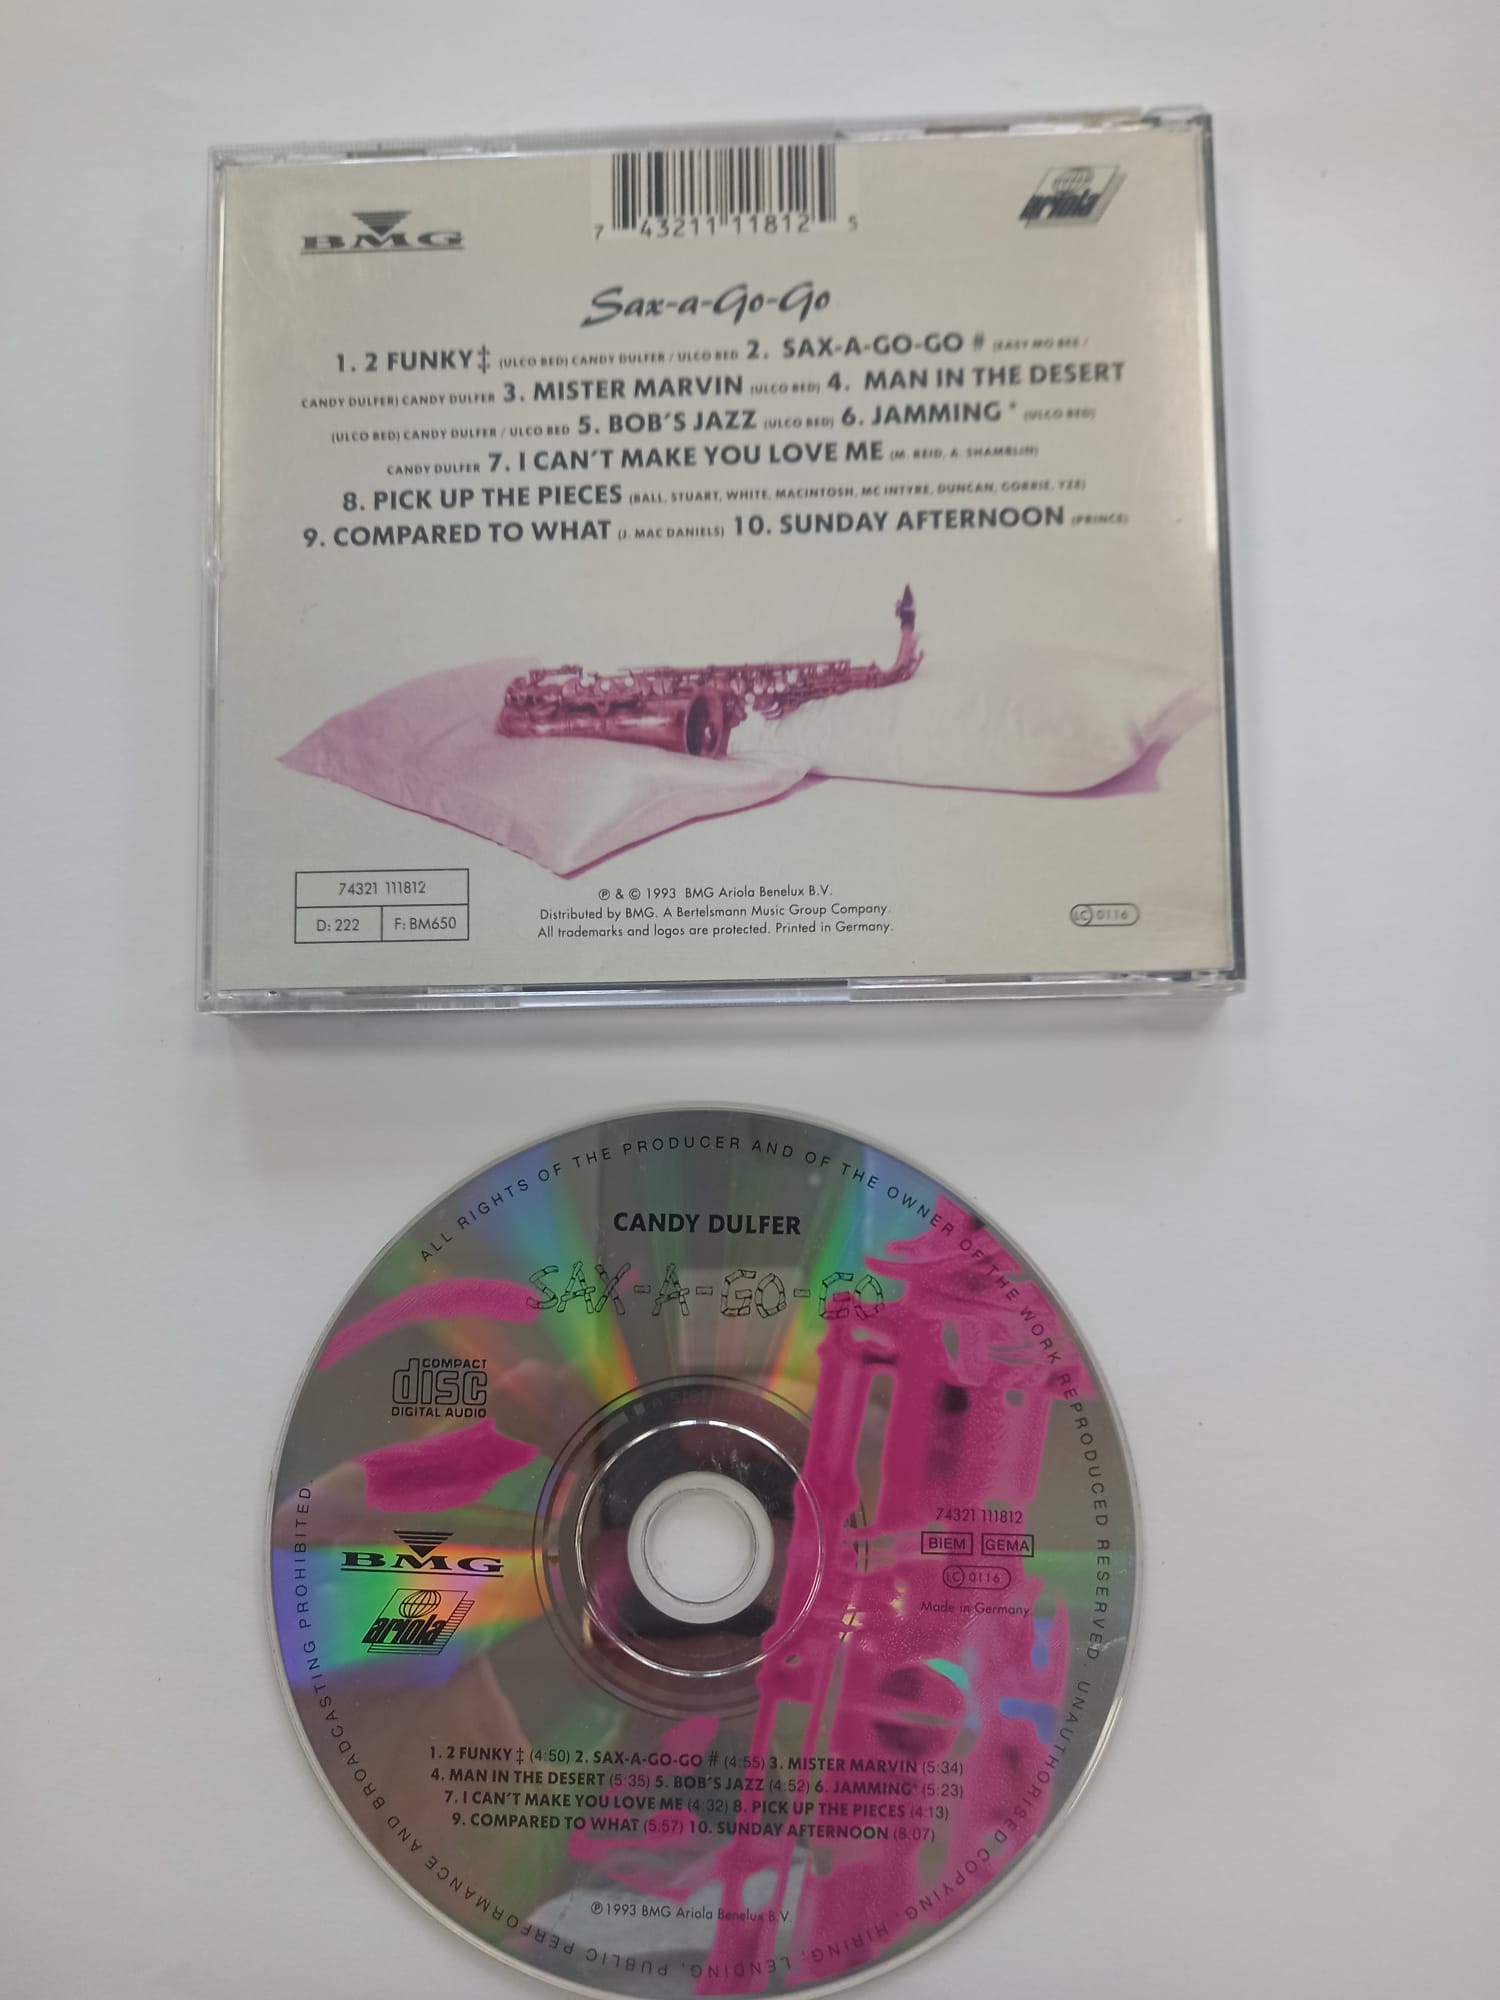 BMG
7 43211 11812 5
ariola
Sax-a-Go-Go
1. 2 FUNKY ‡ (ULCO BED) CANDY DULFER / ULCO BED 2. SAX-A-GO-GO # (EASY MO BEE /
CANDY DULFER) CANDY DULFER 3. MISTER MARVIN (ULCO BED) 4. MAN IN THE DESERT
(ULCO BED) CANDY DULFER / ULCO BED 5. BOB'S JAZZ (ULCO BED) 6. JAMMING * (ULCO BED)
CANDY DULFER 7. I CAN'T MAKE YOU LOVE ME (M. REID, A. SHAMBLIN)
8. PICK UP THE PIECES (BALL, STUART, WHITE, MACINTOSH, MC INTYRE, DUNCAN, GORRIE, YZE)
9. COMPARED TO WHAT (J. MAC DANIELS) 10. SUNDAY AFTERNOON (PRINCE)
74321 111812
D: 222 F: BM650
℗ & © 1993 BMG Ariola Benelux B.V.
Distributed by BMG. A Bertelsmann Music Group Company.
All trademarks and logos are protected. Printed in Germany.
LC 0116
ALL RIGHTS OF THE PRODUCER AND OF THE OWNER OF THE WORK REPRODUCED RESERVED. UNAUTHORISED COPYING, HIRING, LENDING, PUBLIC PERFORMANCE AND BROADCASTING PROHIBITED.
CANDY DULFER
SAX-A-GO-GO
COMPACT
disc
DIGITAL AUDIO
BMG
ariola
74321 111812
BIEM GEMA
LC 0116
Made in Germany.
1. 2 FUNKY ‡ (4:50) 2. SAX-A-GO-GO # (4:55) 3. MISTER MARVIN (5:34)
4. MAN IN THE DESERT (5:35) 5. BOB'S JAZZ (4:52) 6. JAMMING* (5:23)
7. I CAN'T MAKE YOU LOVE ME (4:32) 8. PICK UP THE PIECES (4:13)
9. COMPARED TO WHAT (5:57) 10. SUNDAY AFTERNOON (8:07)
℗ 1993 BMG Ariola Benelux B.V.